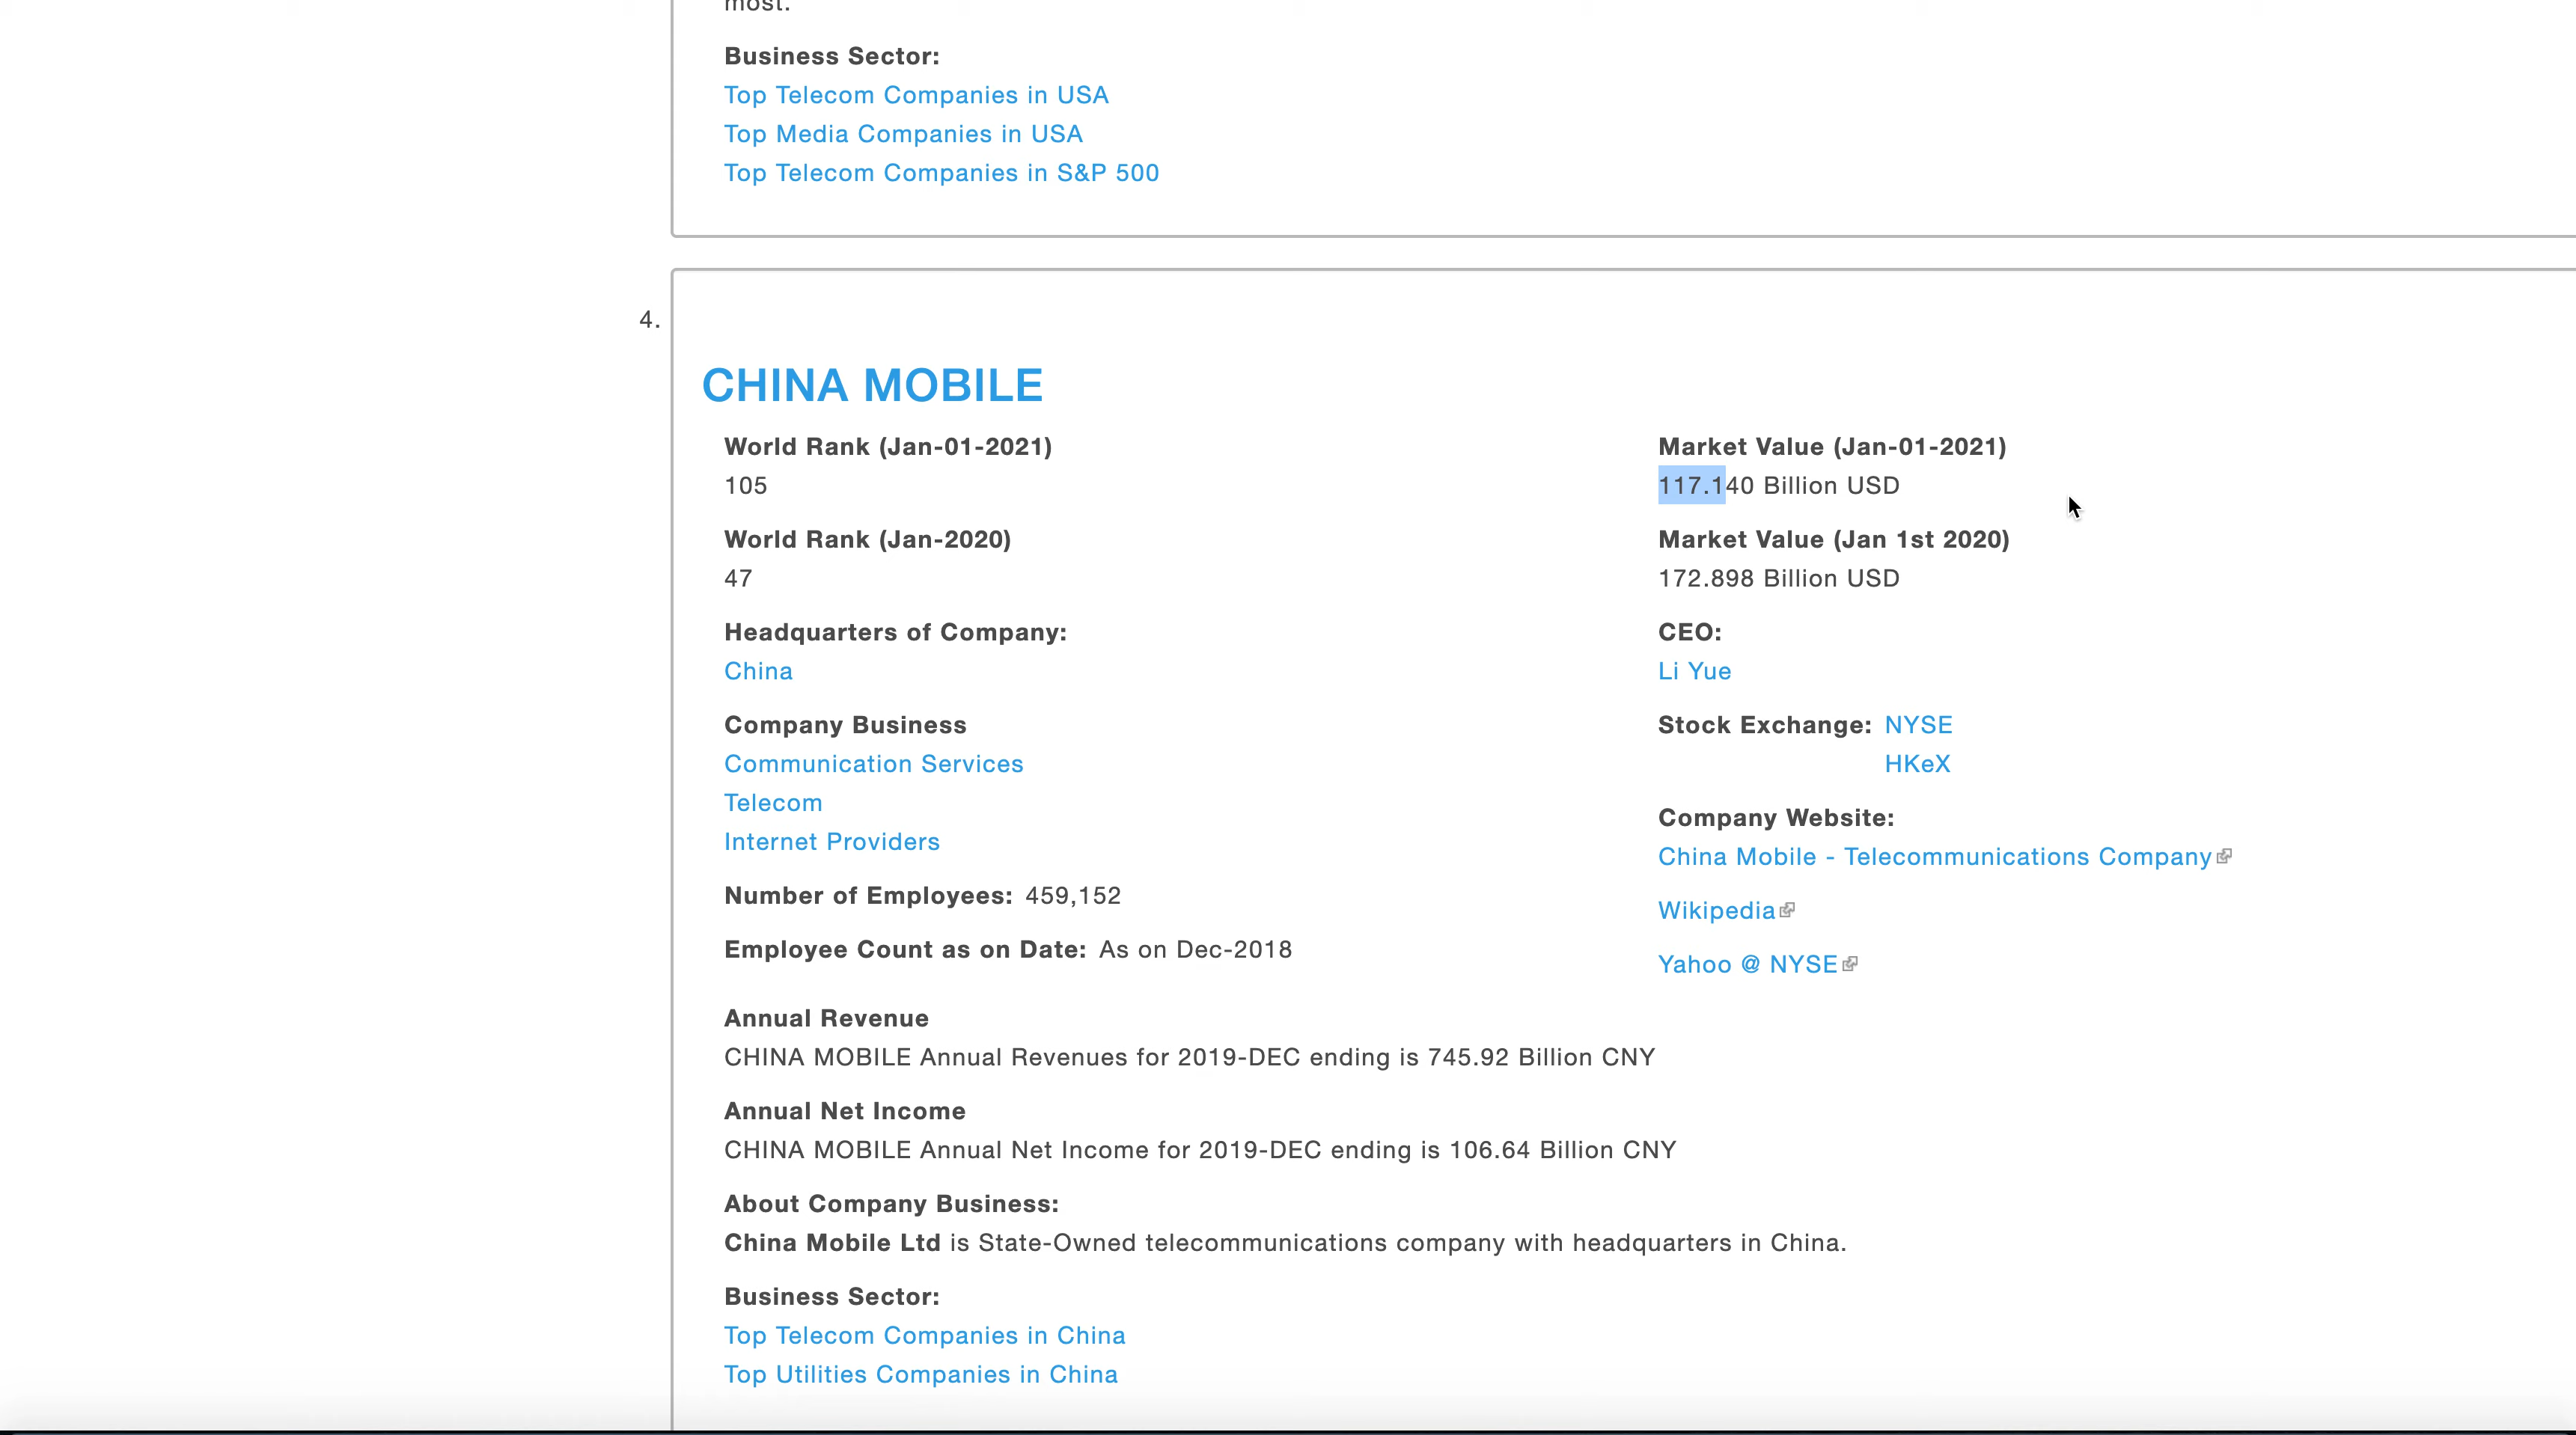 most.
Business Sector:
Top Telecom Companies in USA
Top Media Companies in USA
Top Telecom Companies in S&P 500
4.
CHINA MOBILE
World Rank (Jan-01-2021)
105
World Rank (Jan-2020)
47
Headquarters of Company:
China
Company Business
Communication Services
Telecom
Internet Providers
Number of Employees: 459,152
Employee Count as on Date: As on Dec-2018
Market Value (Jan-01-2021)
117.140 Billion USD
Market Value (Jan 1st 2020)
172.898 Billion USD
CEO:
Li Yue
Stock Exchange: NYSE
HKeX
Company Website:
China Mobile - Telecommunications Company
Wikipedia
Yahoo @ NYSE
Annual Revenue
CHINA MOBILE Annual Revenues for 2019-DEC ending is 745.92 Billion CNY
Annual Net Income
CHINA MOBILE Annual Net Income for 2019-DEC ending is 106.64 Billion CNY
About Company Business:
China Mobile Ltd is State-Owned telecommunications company with headquarters in China.
Business Sector:
Top Telecom Companies in China
Top Utilities Companies in China